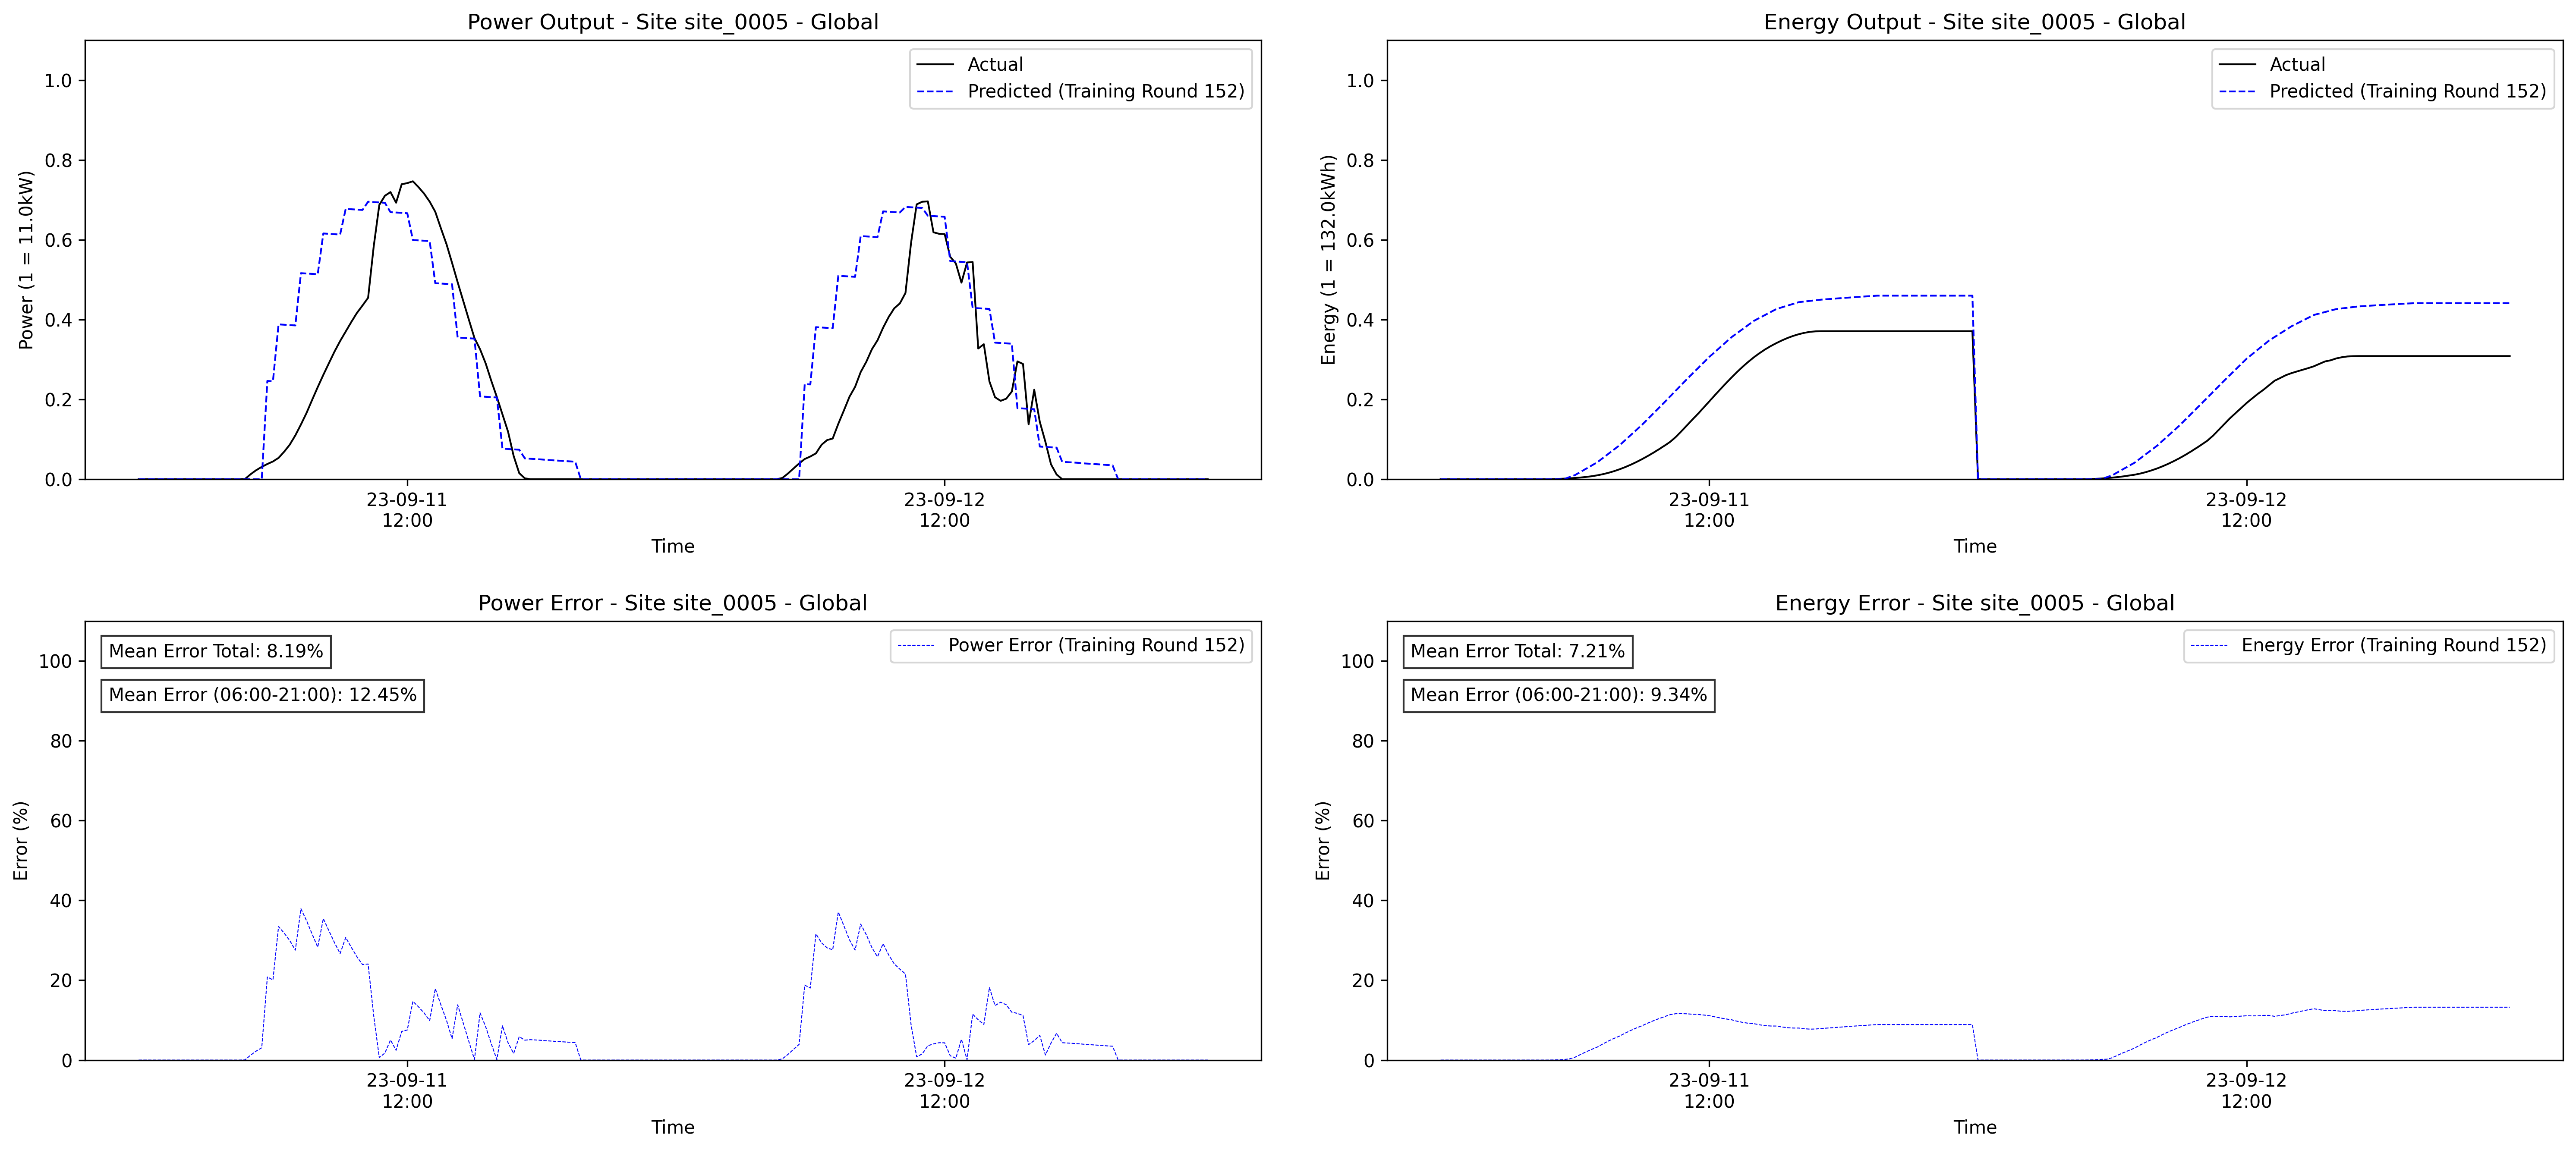 Power Output - Site site_0005 - Global
Power (1 = 11.0kW)
1.0
0.8
0.6
0.4
0.2
0.0
Actual
Predicted (Training Round 152)
23-09-11
12:00
23-09-12
12:00
Time
Energy Output - Site site_0005 - Global
Energy (1 = 132.0kWh)
1.0
0.8
0.6
0.4
0.2
0.0
Actual
Predicted (Training Round 152)
23-09-11
12:00
23-09-12
12:00
Time
Power Error - Site site_0005 - Global
Error (%)
100
80
60
40
20
0
Mean Error Total: 8.19%
Mean Error (06:00-21:00): 12.45%
Power Error (Training Round 152)
23-09-11
12:00
23-09-12
12:00
Time
Energy Error - Site site_0005 - Global
Error (%)
100
80
60
40
20
0
Mean Error Total: 7.21%
Mean Error (06:00-21:00): 9.34%
Energy Error (Training Round 152)
23-09-11
12:00
23-09-12
12:00
Time